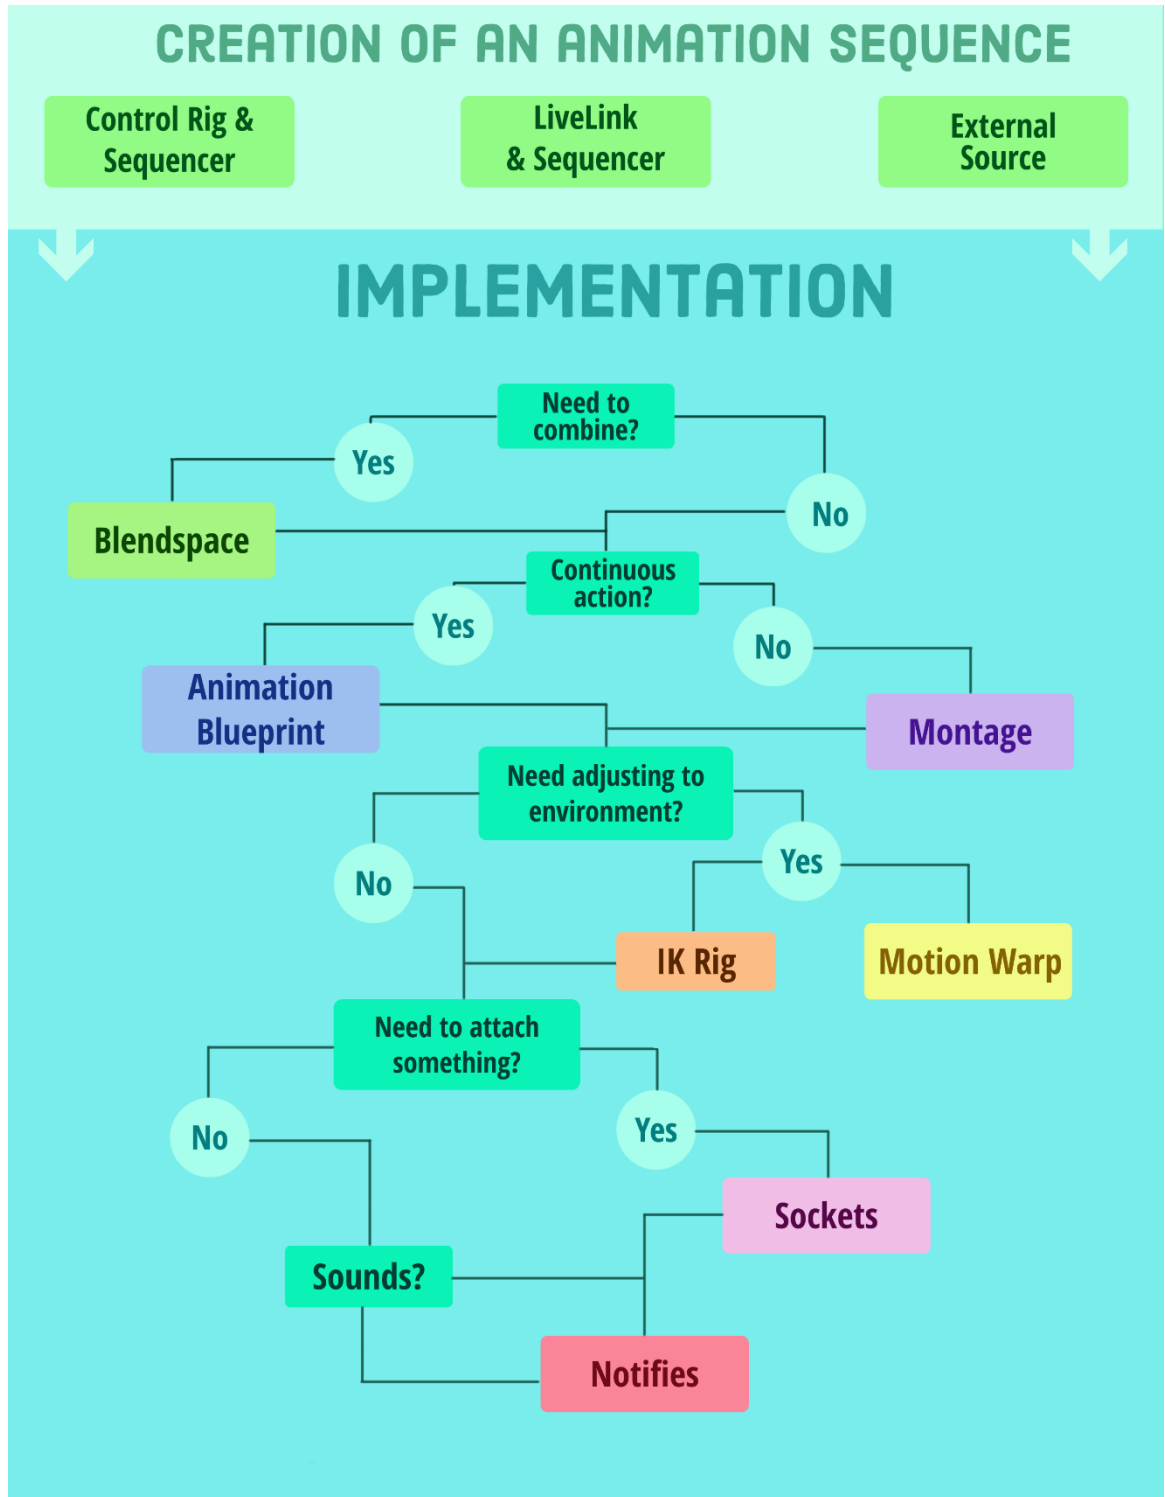 CREATION OF AN ANIMATION SEQUENCE
Control Rig &
Sequencer
LiveLink
& Sequencer
External
Source
IMPLEMENTATION
Need to
combine?
Yes
No
Blendspace
Continuous
action?
Yes
No
Animation
Blueprint
Montage
Need adjusting to
environment?
No
Yes
IK Rig
Motion Warp
Need to attach
something?
No
Yes
Sockets
Sounds?
Notifies